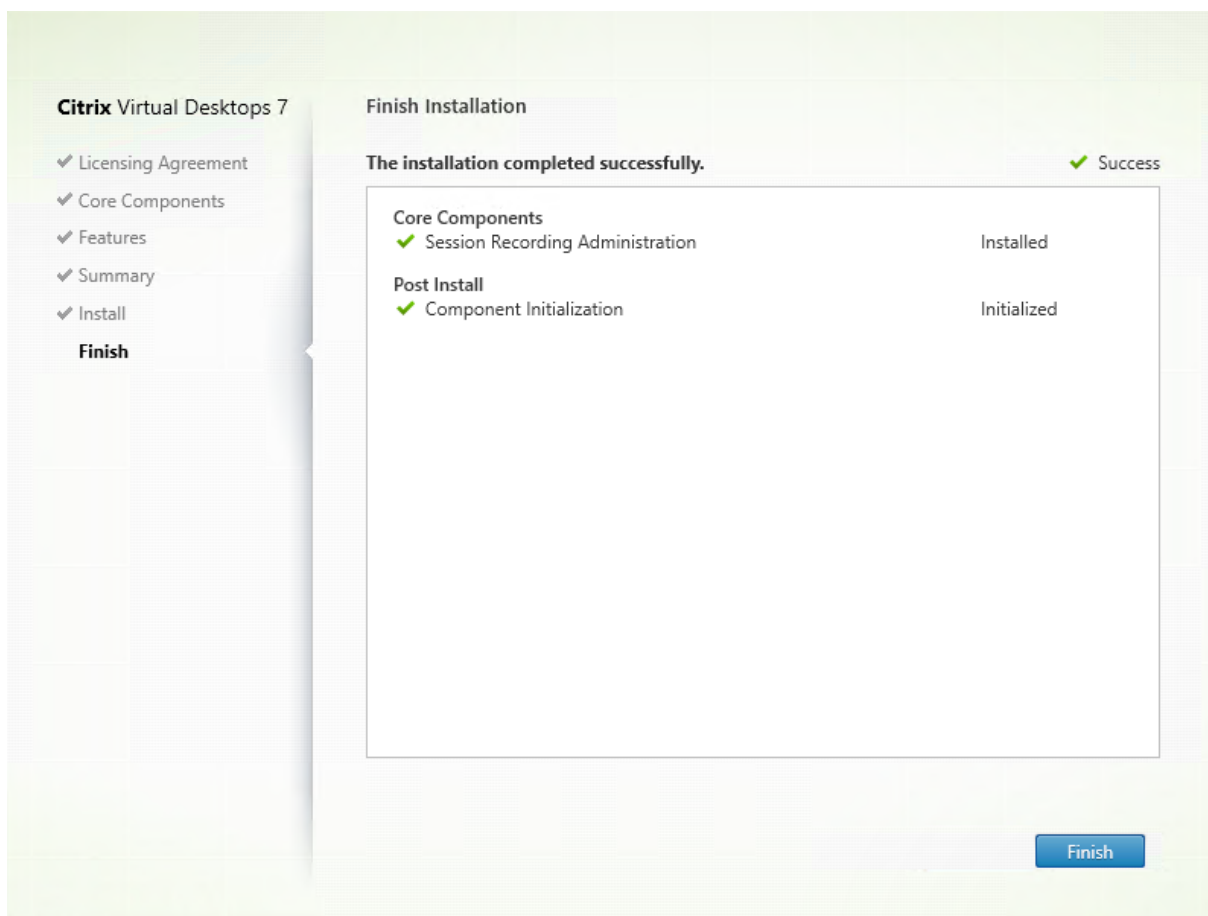 Citrix Virtual Desktops 7
Licensing Agreement
Core Components
Features
Summary
Install
Finish
Finish Installation
The installation completed successfully.
Success
Core Components
Session Recording Administration Installed
Post Install
Component Initialization Initialized
Finish